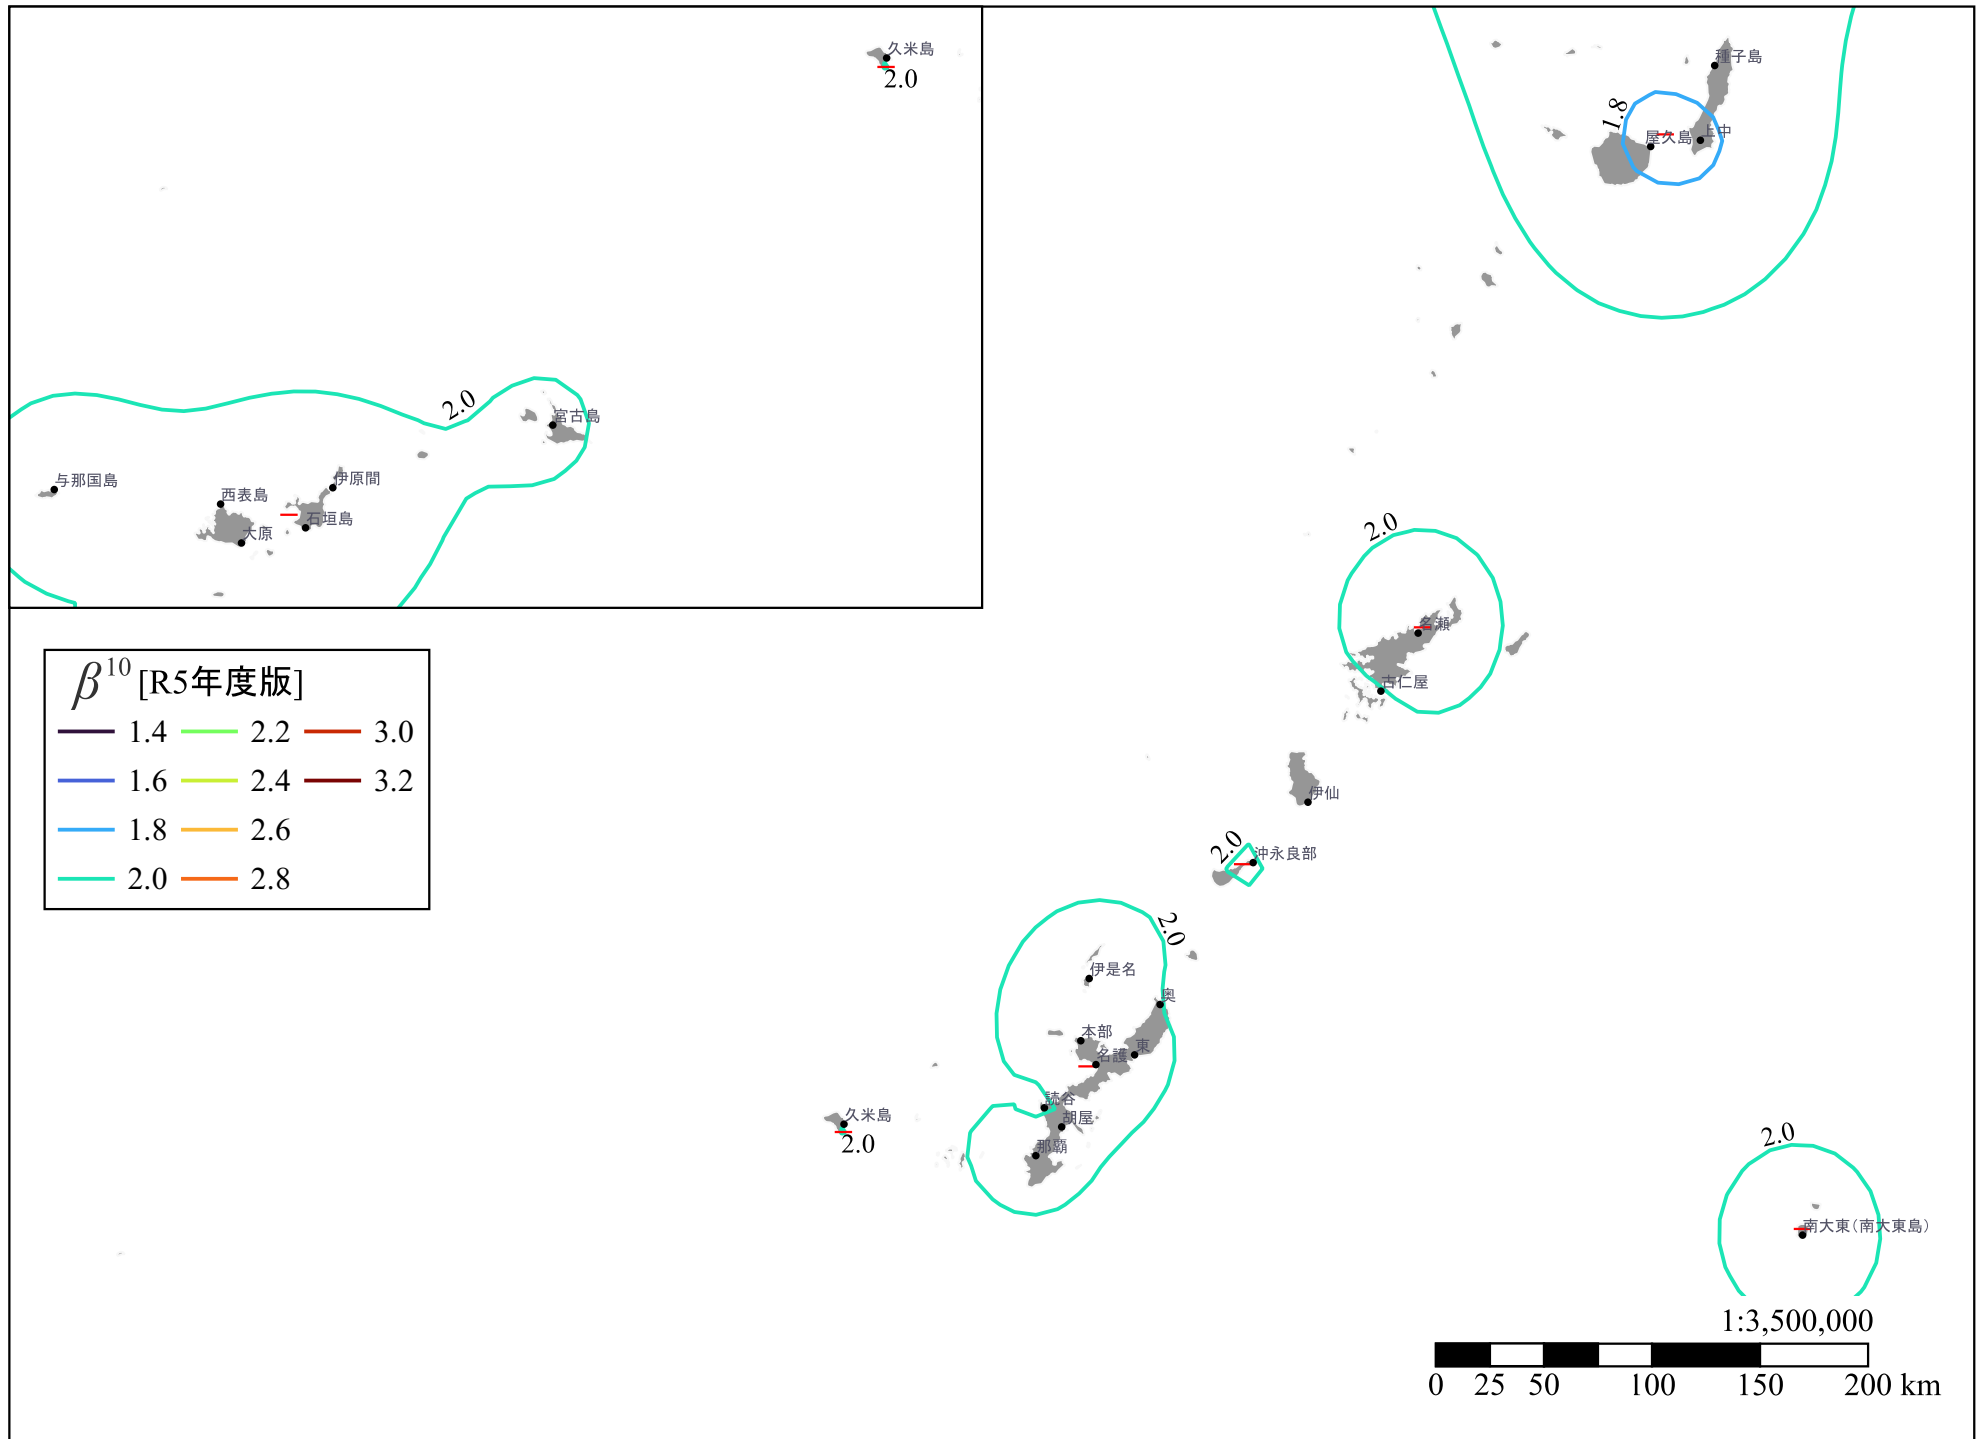 久米島
2.0
種子島
1.8
屋久島
上中
2.0
宮古島
与那国島
西表島
伊原間
石垣島
大原
2.0
名瀬
古仁屋
伊仙
2.0
沖永良部
2.0
伊是名
奥
本部
東
名護
読谷
胡屋
那覇
久米島
2.0
2.0
南大東(南大東島)
β10 [R5年度版]
1.4 2.2 3.0
1.6 2.4 3.2
1.8 2.6
2.0 2.8
1:3,500,000
0 25 50 100 150 200 km